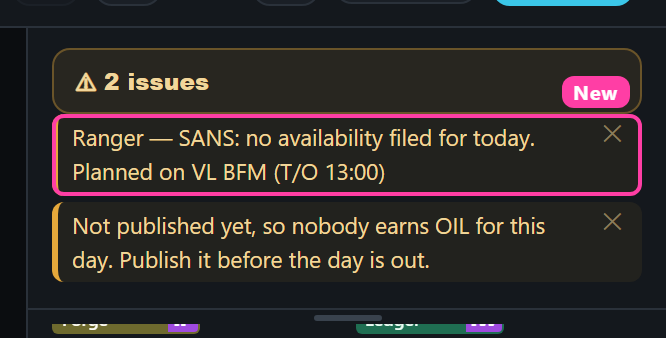 ⚠ 2 issues
New
Ranger — SANS: no availability filed for today.
Planned on VL BFM (T/O 13:00)
Not published yet, so nobody earns OIL for this
day. Publish it before the day is out.